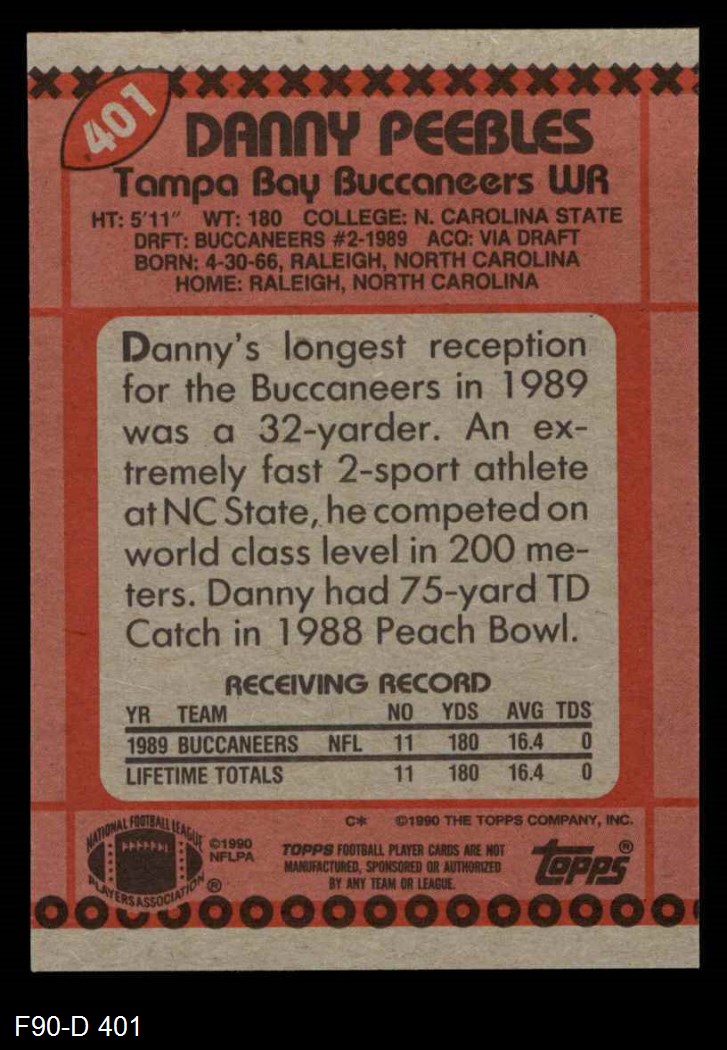 401
DANNY PEEBLES
Tampa Bay Buccaneers WR
HT: 5'11" WT: 180 COLLEGE: N. CAROLINA STATE
DRFT: BUCCANEERS #2-1989 ACQ: VIA DRAFT
BORN: 4-30-66, RALEIGH, NORTH CAROLINA
HOME: RALEIGH, NORTH CAROLINA
Danny's longest reception
for the Buccaneers in 1989
was a 32-yarder. An ex-
tremely fast 2-sport athlete
at NC State, he competed on
world class level in 200 me-
ters. Danny had 75-yard TD
Catch in 1988 Peach Bowl.
RECEIVING RECORD
YR TEAM NO YDS AVG TDS
1989 BUCCANEERS NFL 11 180 16.4 0
LIFETIME TOTALS 11 180 16.4 0
C* ©1990 THE TOPPS COMPANY, INC.
NATIONAL FOOTBALL LEAGUE
PLAYERS ASSOCIATION ®
©1990
NFLPA
TOPPS FOOTBALL PLAYER CARDS ARE NOT
MANUFACTURED, SPONSORED OR AUTHORIZED
BY ANY TEAM OR LEAGUE.
Topps®
F90-D 401